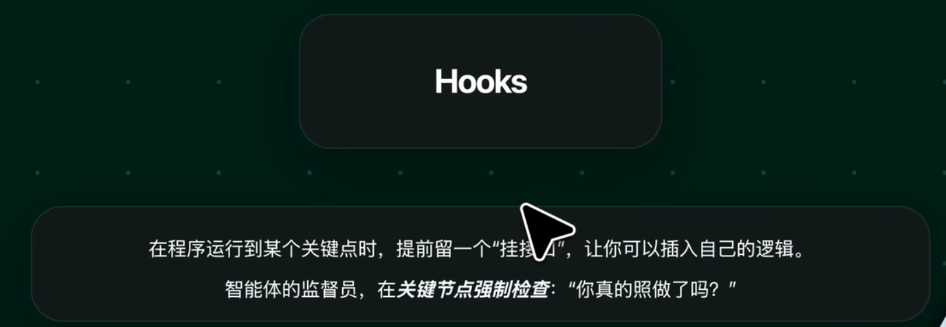 Hooks
在程序运行到某个关键点时，提前留一个“挂接口”，让你可以插入自己的逻辑。
智能体的监督员，在关键节点强制检查：“你真的照做了吗？”